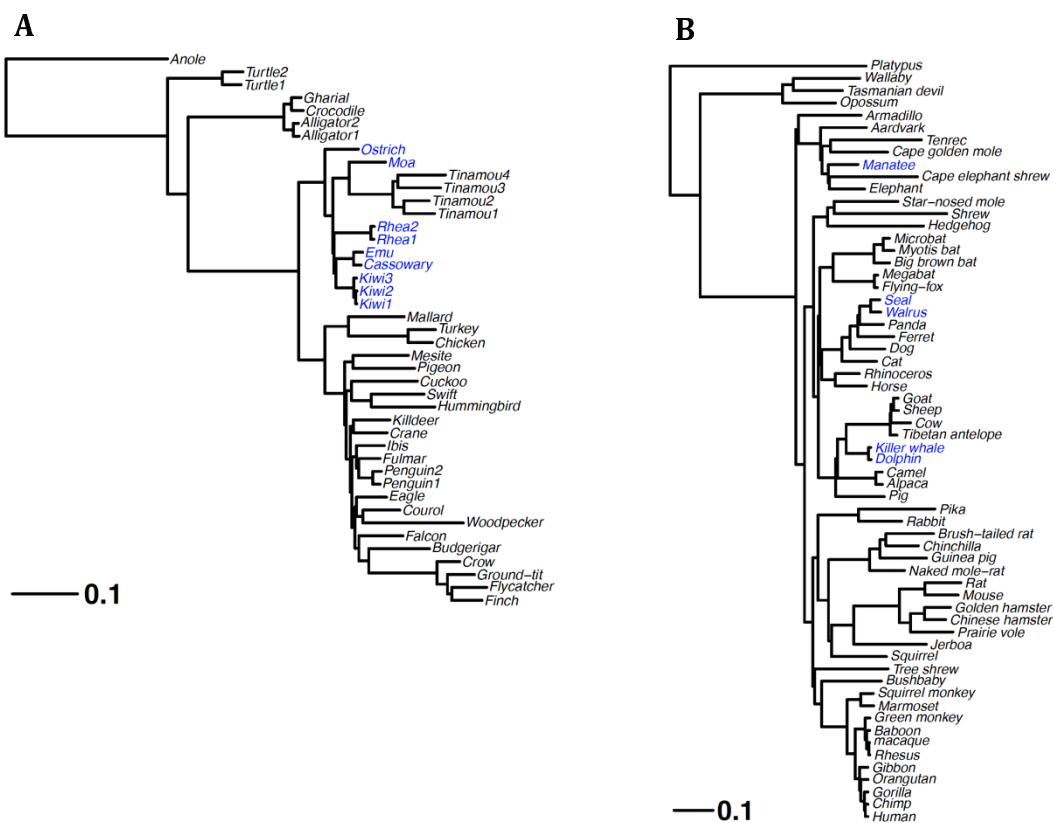 A
Anole
Turtle2
Turtle1
Gharial
Crocodile
Alligator2
Alligator1
Ostrich
Moa
Tinamou4
Tinamou3
Tinamou2
Tinamou1
Rhea2
Rhea1
Emu
Cassowary
Kiwi3
Kiwi2
Kiwi1
Mallard
Turkey
Chicken
Mesite
Pigeon
Cuckoo
Swift
Hummingbird
Killdeer
Crane
Ibis
Fulmar
Penguin2
Penguin1
Eagle
Courol
Woodpecker
Falcon
Budgerigar
Crow
Ground−tit
Flycatcher
Finch
0.1
B
Platypus
Wallaby
Tasmanian devil
Opossum
Armadillo
Aardvark
Tenrec
Cape golden mole
Manatee
Cape elephant shrew
Elephant
Star−nosed mole
Shrew
Hedgehog
Microbat
Myotis bat
Big brown bat
Megabat
Flying−fox
Seal
Walrus
Panda
Ferret
Dog
Cat
Rhinoceros
Horse
Goat
Sheep
Cow
Tibetan antelope
Killer whale
Dolphin
Camel
Alpaca
Pig
Pika
Rabbit
Brush−tailed rat
Chinchilla
Guinea pig
Naked mole−rat
Rat
Mouse
Golden hamster
Chinese hamster
Prairie vole
Jerboa
Squirrel
Tree shrew
Bushbaby
Squirrel monkey
Marmoset
Green monkey
Baboon
macaque
Rhesus
Gibbon
Orangutan
Gorilla
Chimp
Human
0.1